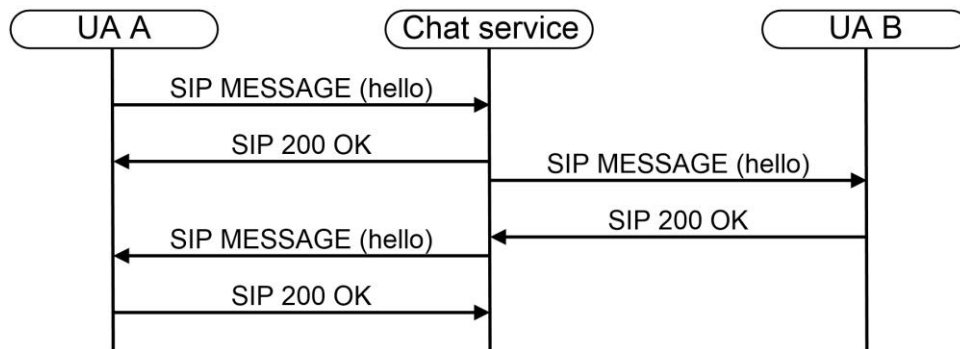 UA A
Chat service
UA B
SIP MESSAGE (hello)
SIP 200 OK
SIP MESSAGE (hello)
SIP 200 OK
SIP MESSAGE (hello)
SIP 200 OK